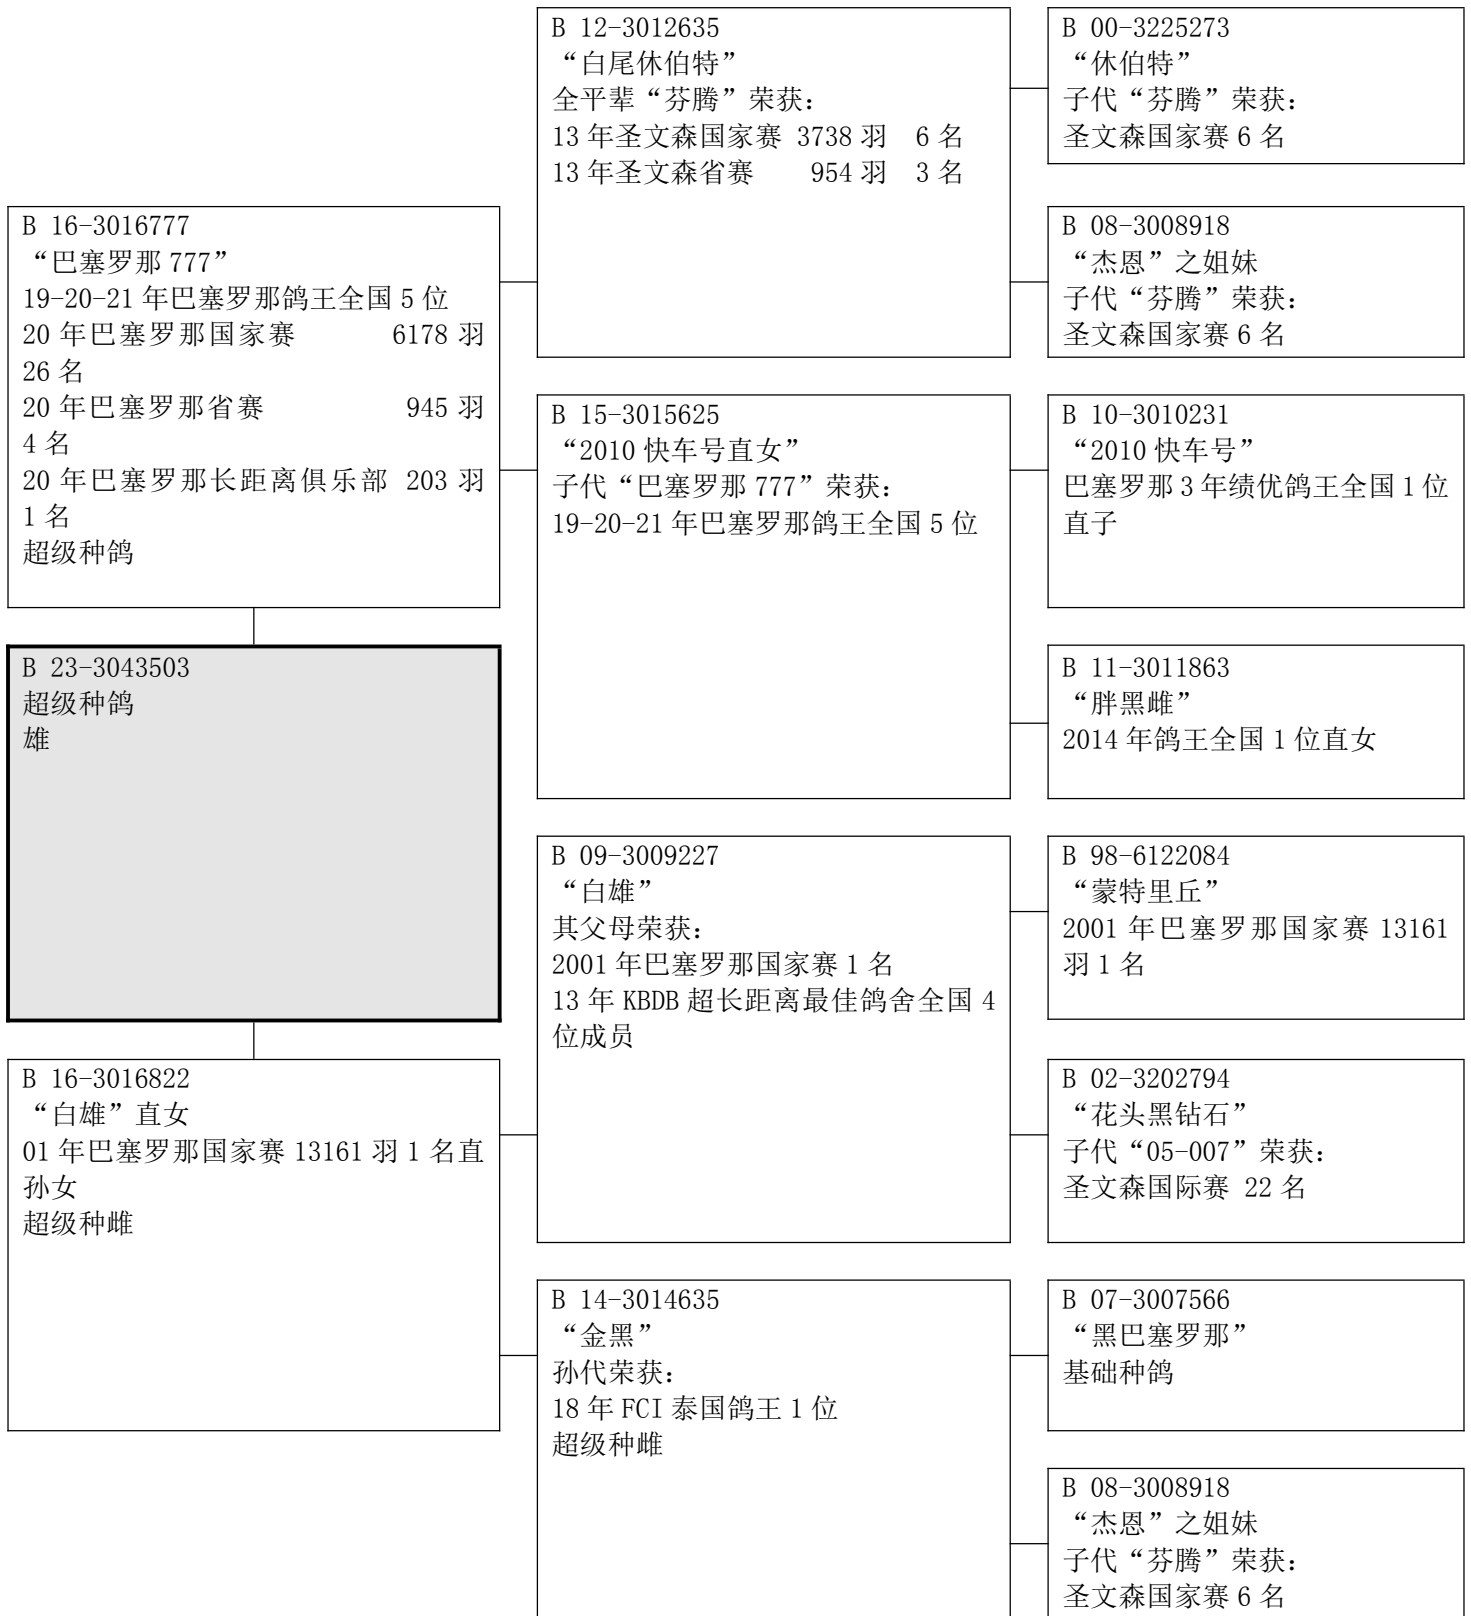 B 12-3012635
“白尾休伯特”
全平辈“芬腾”荣获：
13 年圣文森国家赛 3738 羽 6 名
13 年圣文森省赛 954 羽 3 名
B 00-3225273
“休伯特”
子代“芬腾”荣获：
圣文森国家赛 6 名
B 16-3016777
“巴塞罗那 777”
19-20-21 年巴塞罗那鸽王全国 5 位
20 年巴塞罗那国家赛 6178 羽
26 名
20 年巴塞罗那省赛 945 羽
4 名
20 年巴塞罗那长距离俱乐部 203 羽
1 名
超级种鸽
B 08-3008918
“杰恩”之姐妹
子代“芬腾”荣获：
圣文森国家赛 6 名
B 15-3015625
“2010 快车号直女”
子代“巴塞罗那 777”荣获：
19-20-21 年巴塞罗那鸽王全国 5 位
B 10-3010231
“2010 快车号”
巴塞罗那 3 年绩优鸽王全国 1 位
直子
B 23-3043503
超级种鸽
雄
B 11-3011863
“胖黑雌”
2014 年鸽王全国 1 位直女
B 09-3009227
“白雄”
其父母荣获：
2001 年巴塞罗那国家赛 1 名
13 年 KBDB 超长距离最佳鸽舍全国 4
位成员
B 98-6122084
“蒙特里丘”
2001 年巴塞罗那国家赛 13161
羽 1 名
B 16-3016822
“白雄”直女
01 年巴塞罗那国家赛 13161 羽 1 名直
孙女
超级种雌
B 02-3202794
“花头黑钻石”
子代“05-007”荣获：
圣文森国际赛 22 名
B 14-3014635
“金黑”
孙代荣获：
18 年 FCI 泰国鸽王 1 位
超级种雌
B 07-3007566
“黑巴塞罗那”
基础种鸽
B 08-3008918
“杰恩”之姐妹
子代“芬腾”荣获：
圣文森国家赛 6 名